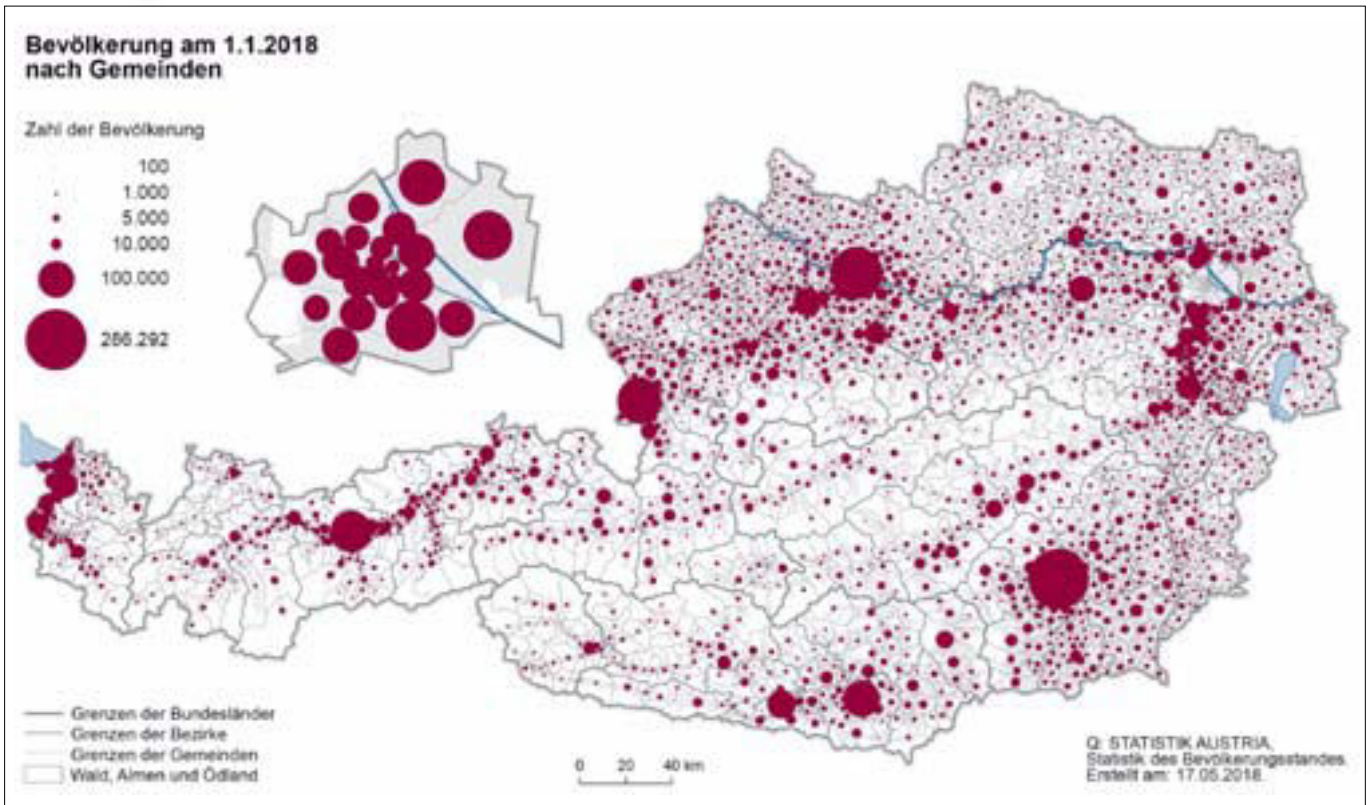 Bevölkerung am 1.1.2018
nach Gemeinden
Zahl der Bevölkerung
100
1.000
5.000
10.000
100.000
286.292
Grenzen der Bundesländer
Grenzen der Bezirke
Grenzen der Gemeinden
Wald, Almen und Ödland
0 20 40 km
Q: STATISTIK AUSTRIA,
Statistik des Bevölkerungsstandes.
Erstellt am: 17.05.2018.